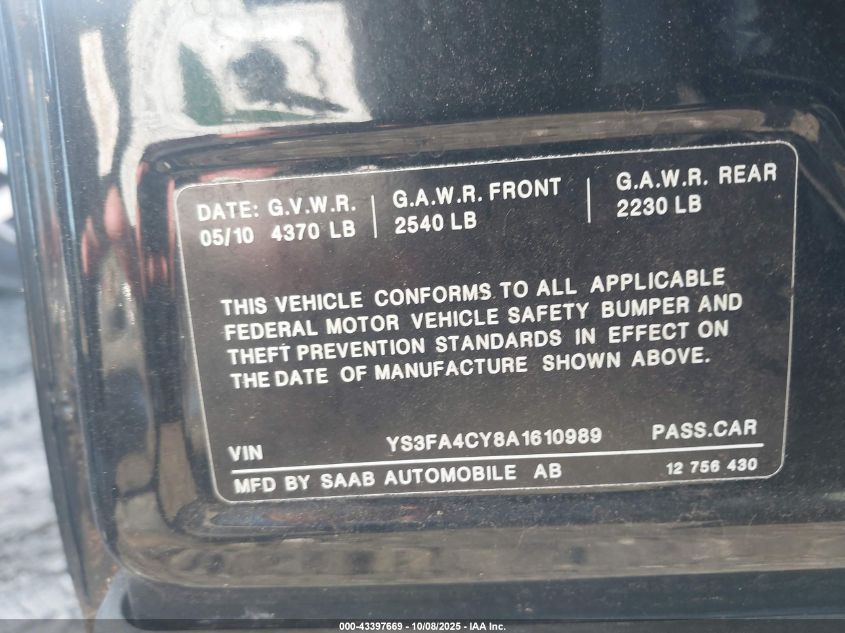 DATE: G.V.W.R. | G.A.W.R. FRONT | G.A.W.R. REAR
05/10 4370 LB | 2540 LB | 2230 LB
THIS VEHICLE CONFORMS TO ALL APPLICABLE
FEDERAL MOTOR VEHICLE SAFETY BUMPER AND
THEFT PREVENTION STANDARDS IN EFFECT ON
THE DATE OF MANUFACTURE SHOWN ABOVE.
VIN YS3FA4CY8A1610989 PASS.CAR
MFD BY SAAB AUTOMOBILE AB 12 756 430
000-43397669 - 10/08/2025 - IAA Inc.